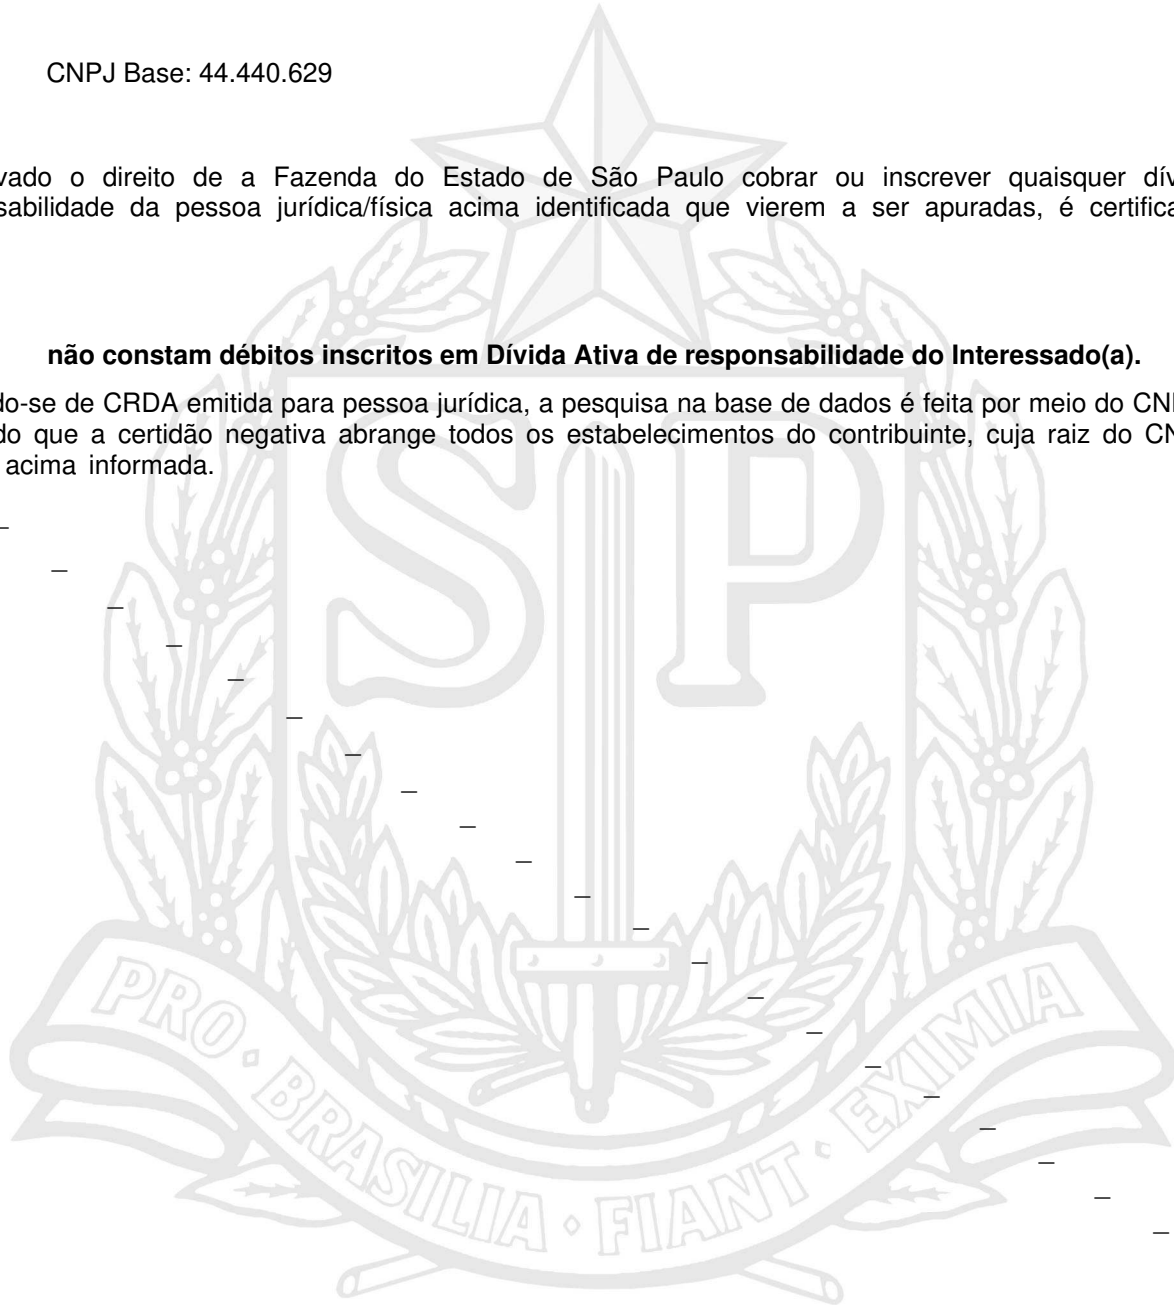 CNPJ Base: 44.440.629
vado o direito de a Fazenda do Estado de São Paulo cobrar ou inscrever quaisquer dív
sabilidade da pessoa jurídica/física acima identificada que vierem a ser apuradas, é certifica
não constam débitos inscritos em Dívida Ativa de responsabilidade do Interessado(a).
do-se de CRDA emitida para pessoa jurídica, a pesquisa na base de dados é feita por meio do CN
do que a certidão negativa abrange todos os estabelecimentos do contribuinte, cuja raiz do CN
acima informada.
SP
PRO • BRASILIA • FIANT • EXIMIA